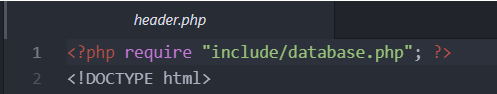 header.php
1 <?php require "include/database.php"; ?>
2 <!DOCTYPE html>